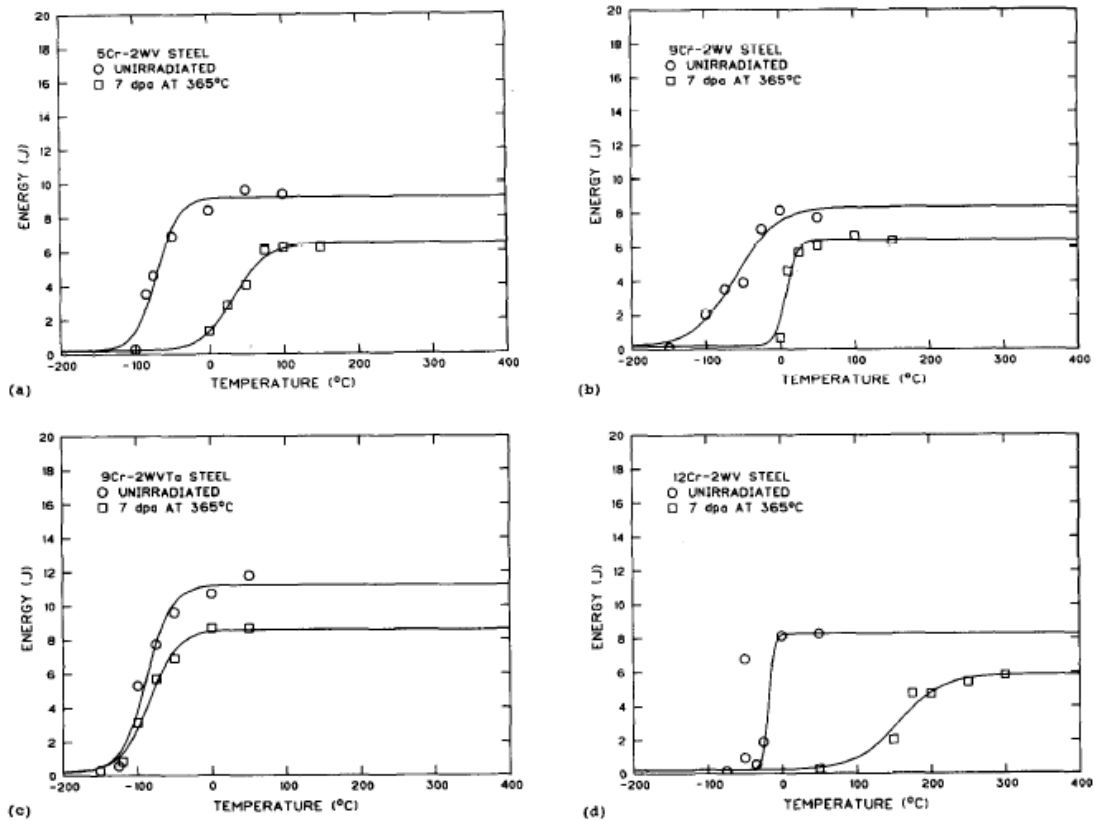 5Cr-2WV STEEL
○ UNIRRADIATED
□ 7 dpa AT 365°C
20
18
16
14
12
10
8
6
4
2
0
ENERGY (J)
-200 -100 0 100 200 300 400
TEMPERATURE (°C)
(a)
9Cr-2WV STEEL
○ UNIRRADIATED
□ 7 dpa AT 365°C
20
18
16
14
12
10
8
6
4
2
0
ENERGY (J)
-200 -100 0 100 200 300 400
TEMPERATURE (°C)
(b)
9Cr-2WVTa STEEL
○ UNIRRADIATED
□ 7 dpa AT 365°C
20
18
16
14
12
10
8
6
4
2
0
ENERGY (J)
-200 -100 0 100 200 300 400
TEMPERATURE (°C)
(c)
12Cr-2WV STEEL
○ UNIRRADIATED
□ 7 dpa AT 365°C
20
18
16
14
12
10
8
6
4
2
0
ENERGY (J)
-200 -100 0 100 200 300 400
TEMPERATURE (°C)
(d)